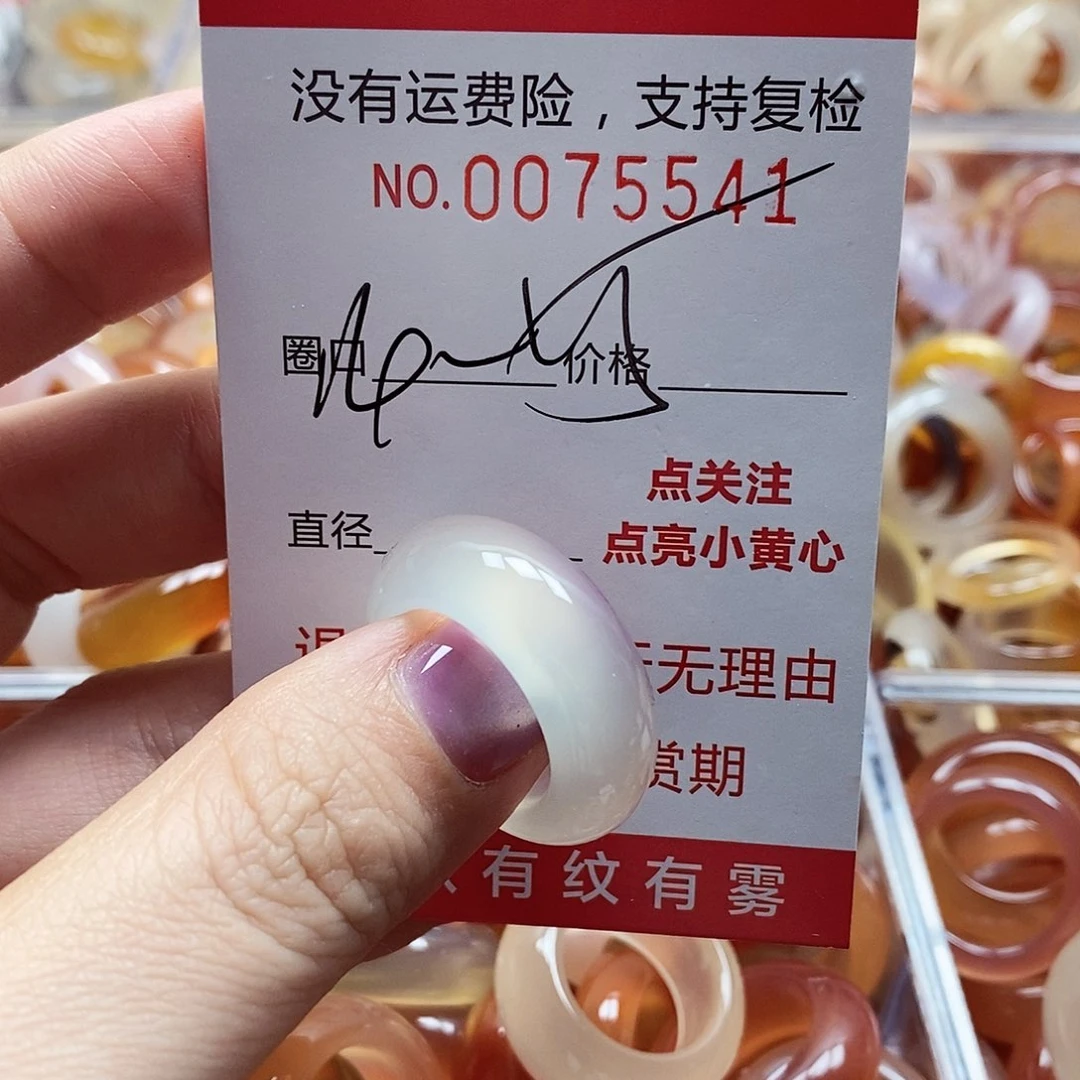 没有运费险，支持复检
NO.0075541
圈口 价格
点关注
直径 点亮小黄心
退 无理由
赏期
有纹有雾